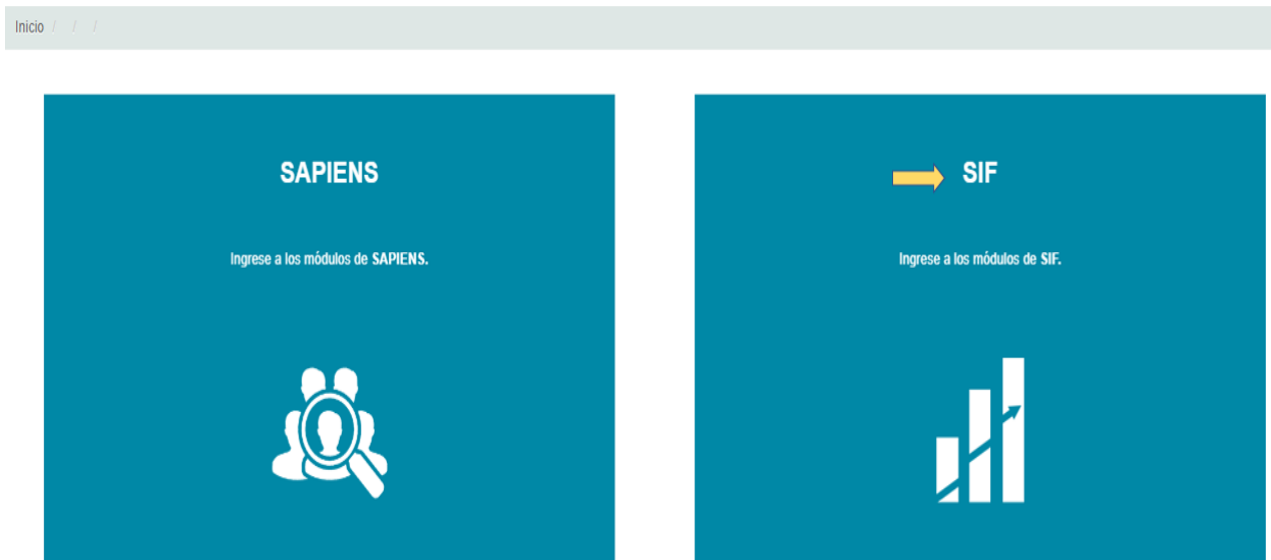 Inicio / / /
SAPIENS
Ingrese a los módulos de SAPIENS.
SIF
Ingrese a los módulos de SIF.